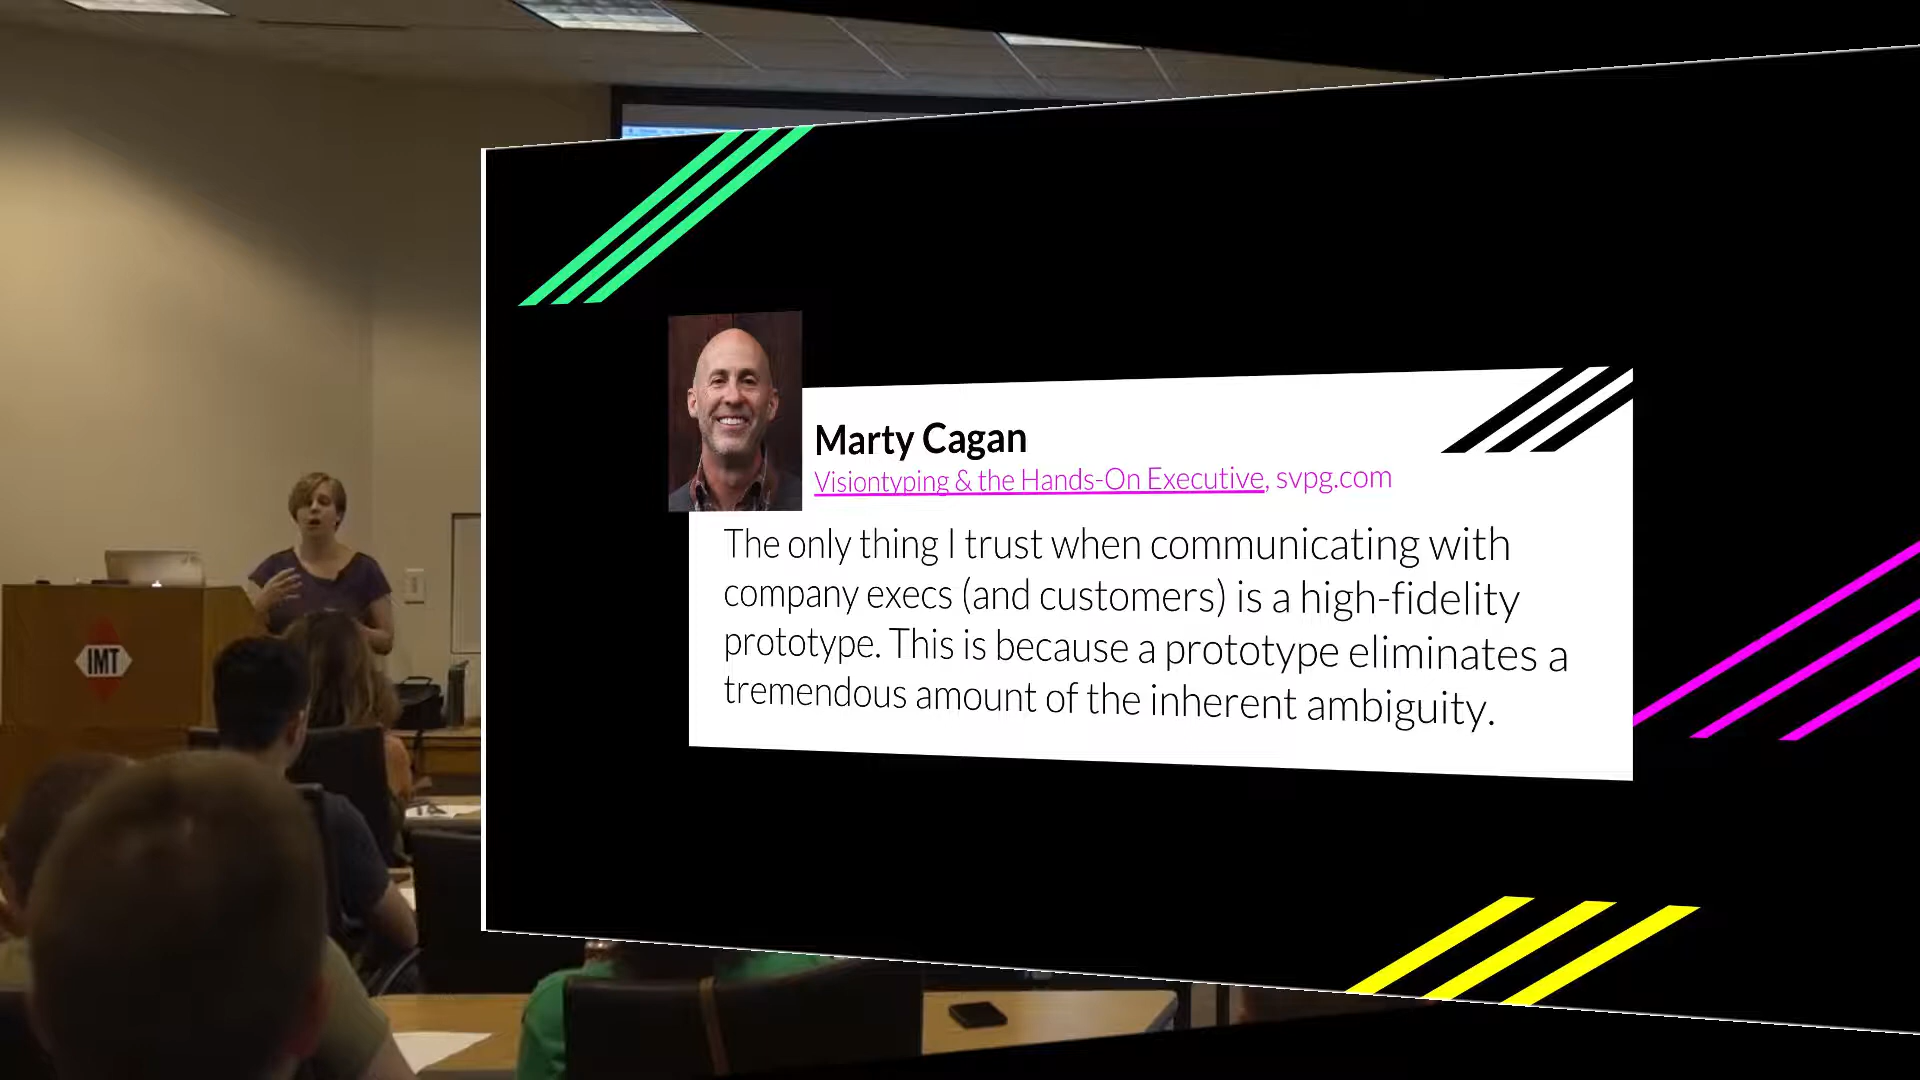 Marty Cagan
Visiontyping & the Hands-On Executive, svpg.com
The only thing I trust when communicating with
company execs (and customers) is a high-fidelity
prototype. This is because a prototype eliminates a
tremendous amount of the inherent ambiguity.
IMT